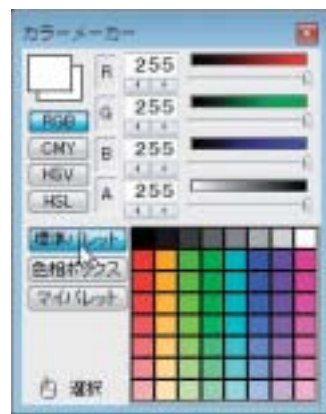 カラーメーカー
R 255
RGB
G 255
CMY
B 255
HSV
A 255
HSL
標準パレット
色相ボックス
マイパレット
選択